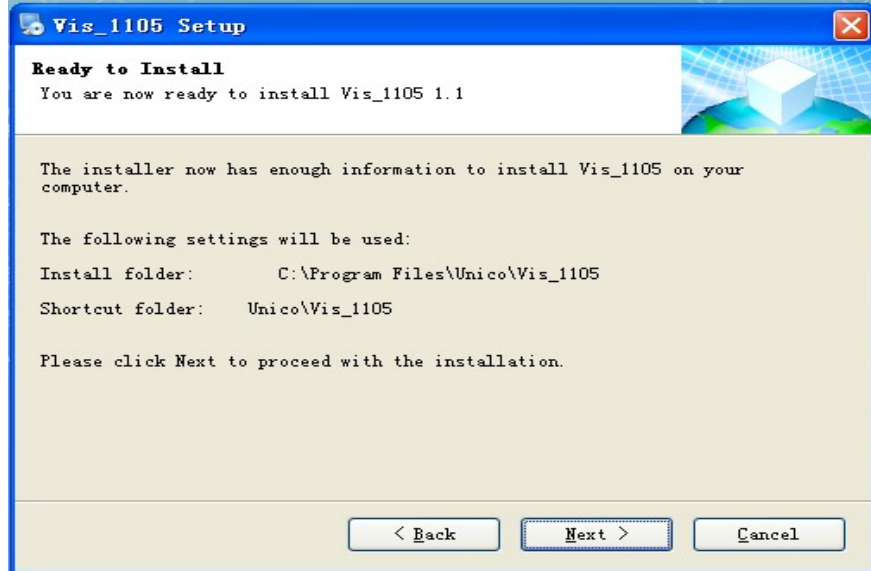 Vis_1105 Setup
Ready to Install
You are now ready to install Vis_1105 1.1
The installer now has enough information to install Vis_1105 on your
computer.
The following settings will be used:
Install folder: C:\Program Files\Unico\Vis_1105
Shortcut folder: Unico\Vis_1105
Please click Next to proceed with the installation.
< Back Next > Cancel